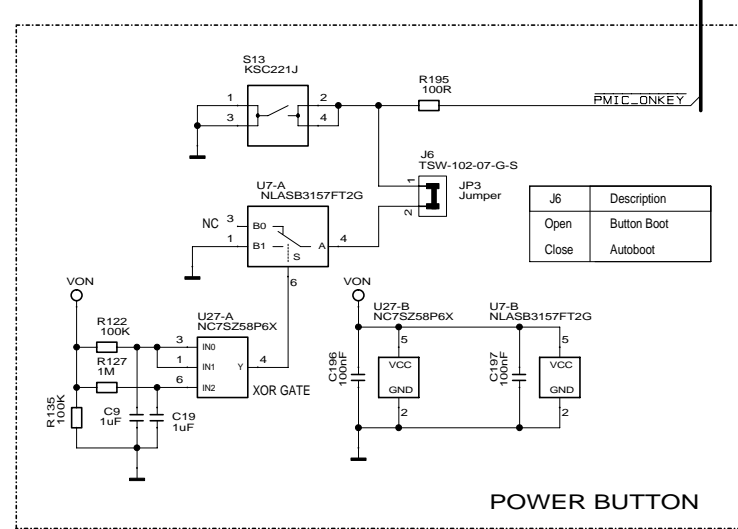 S13
KSC221J
1 2
3 4
R195
100R
PMIC_ONKEY
J6
TSW-102-07-G-S
1
2
JP3
Jumper
J6 Description
Open Button Boot
Close Autoboot
U7-A
NLASB3157FT2G
NC 3 B0
1 B1 A 4
S
6
VON
R122
100K
R127
1M
R135
100K
C9
1uF
C19
1uF
U27-A
NC7SZ58P6X
3 IN0
1 IN1 Y 4
6 IN2
XOR GATE
VON
C196
100nF
U27-B
NC7SZ58P6X
5
VCC
GND
2
C197
100nF
U7-B
NLASB3157FT2G
5
VCC
GND
2
POWER BUTTON